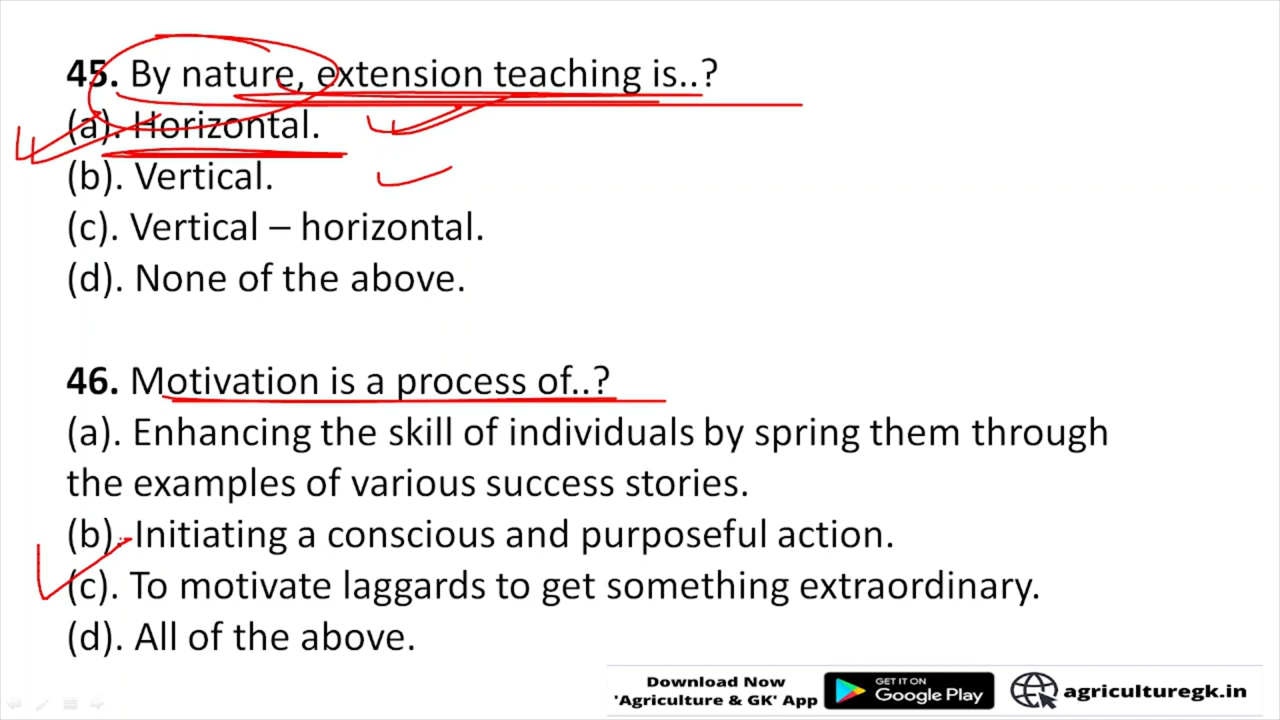 45. By nature, extension teaching is..?
(a). Horizontal.
(b). Vertical.
(c). Vertical – horizontal.
(d). None of the above.
46. Motivation is a process of..?
(a). Enhancing the skill of individuals by spring them through
the examples of various success stories.
(b). Initiating a conscious and purposeful action.
(c). To motivate laggards to get something extraordinary.
(d). All of the above.
Download Now
'Agriculture & GK' App
GET IT ON
Google Play
agriculturegk.in